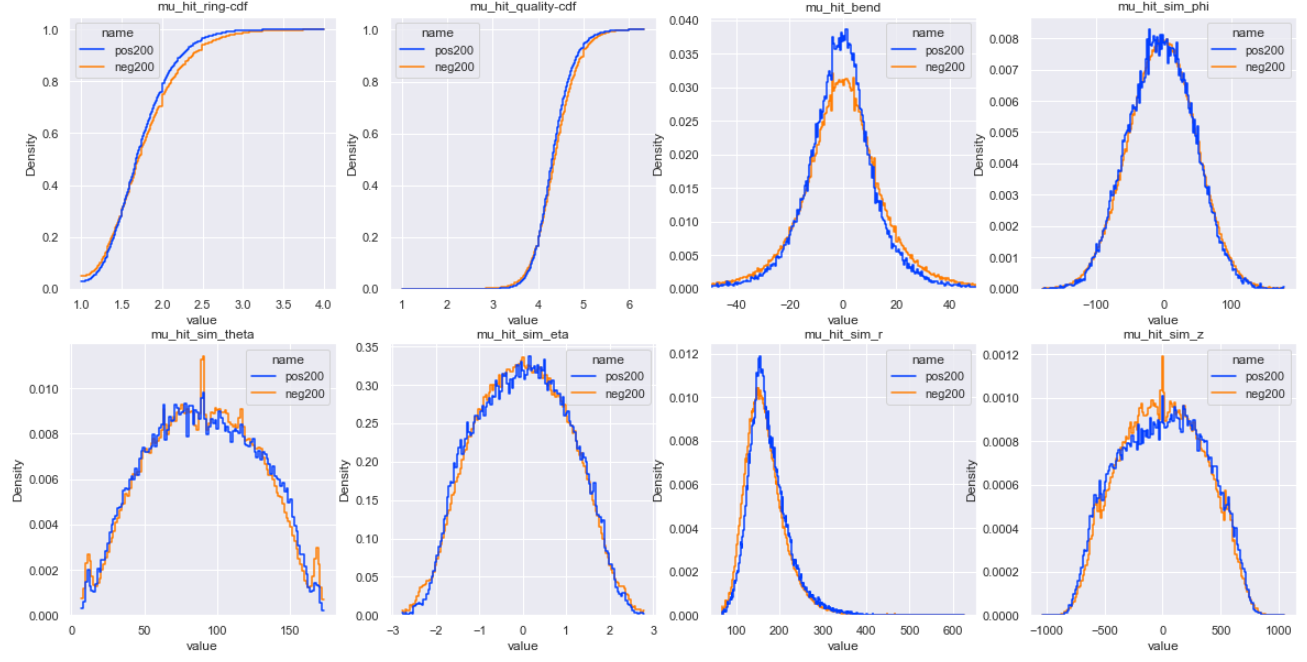 mu_hit_ring-cdf
name
pos200
neg200
1.0
0.8
0.6
0.4
0.2
0.0
Density
1.0 1.5 2.0 2.5 3.0 3.5 4.0
value
mu_hit_quality-cdf
name
pos200
neg200
1.0
0.8
0.6
0.4
0.2
0.0
Density
1 2 3 4 5 6
value
mu_hit_bend
name
pos200
neg200
0.040
0.035
0.030
0.025
0.020
0.015
0.010
0.005
0.000
Density
−40 −20 0 20 40
value
mu_hit_sim_phi
name
pos200
neg200
0.008
0.007
0.006
0.005
0.004
0.003
0.002
0.001
0.000
Density
−100 0 100
value
mu_hit_sim_theta
name
pos200
neg200
0.010
0.008
0.006
0.004
0.002
0.000
Density
0 50 100 150
value
mu_hit_sim_eta
name
pos200
neg200
0.35
0.30
0.25
0.20
0.15
0.10
0.05
0.00
Density
−3 −2 −1 0 1 2 3
value
mu_hit_sim_r
name
pos200
neg200
0.012
0.010
0.008
0.006
0.004
0.002
0.000
Density
100 200 300 400 500 600
value
mu_hit_sim_z
name
pos200
neg200
0.0012
0.0010
0.0008
0.0006
0.0004
0.0002
0.0000
Density
−1000 −500 0 500 1000
value